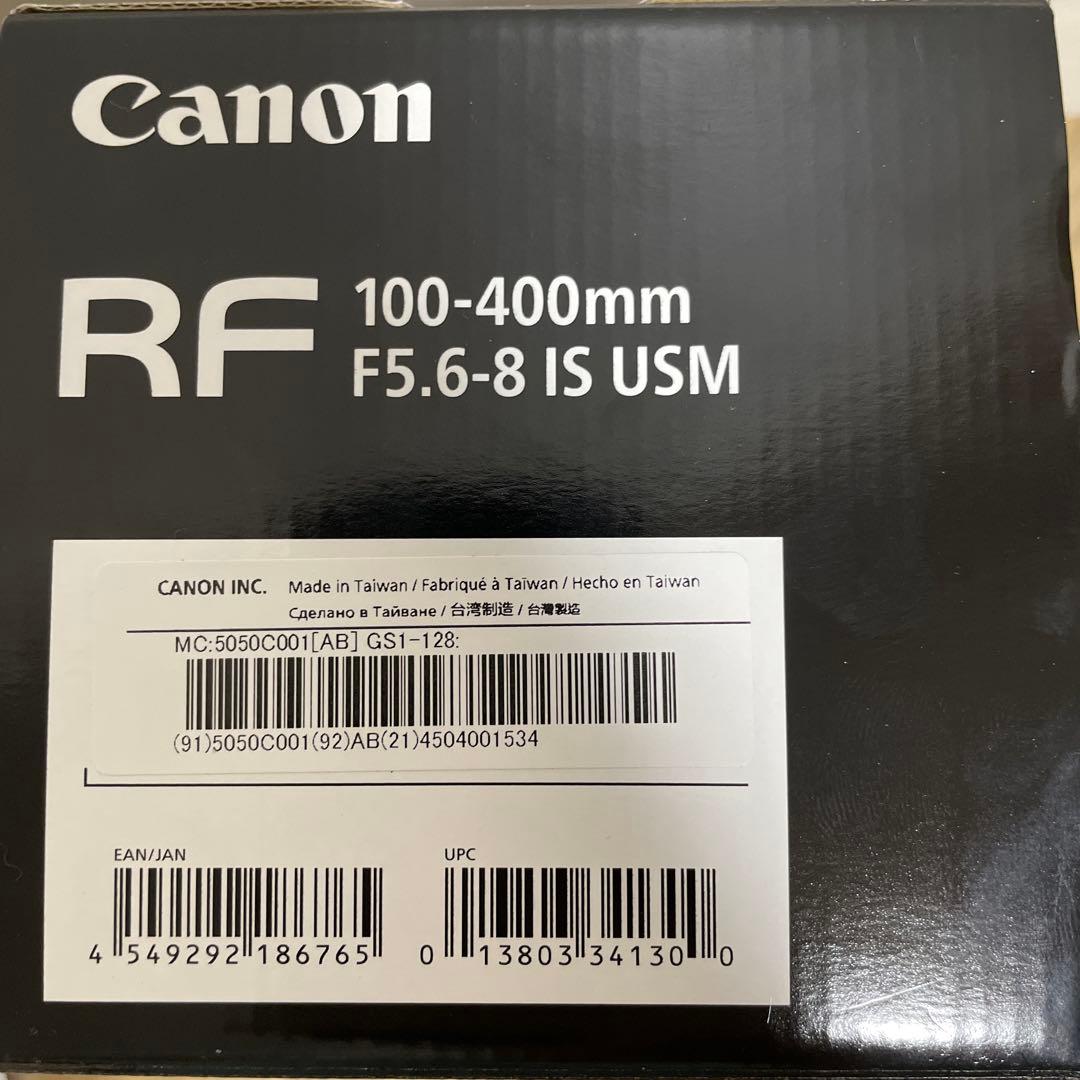 Canon
RF 100-400mm
F5.6-8 IS USM
CANON INC. Made in Taiwan / Fabriqué à Taïwan / Hecho en Taiwan
Сделано в Тайване / 台湾制造 / 台灣製造
MC:5050C001[AB] GS1-128:
(91)5050C001(92)AB(21)4504001534
EAN/JAN UPC
4 549292 186765 0 13803 34130 0